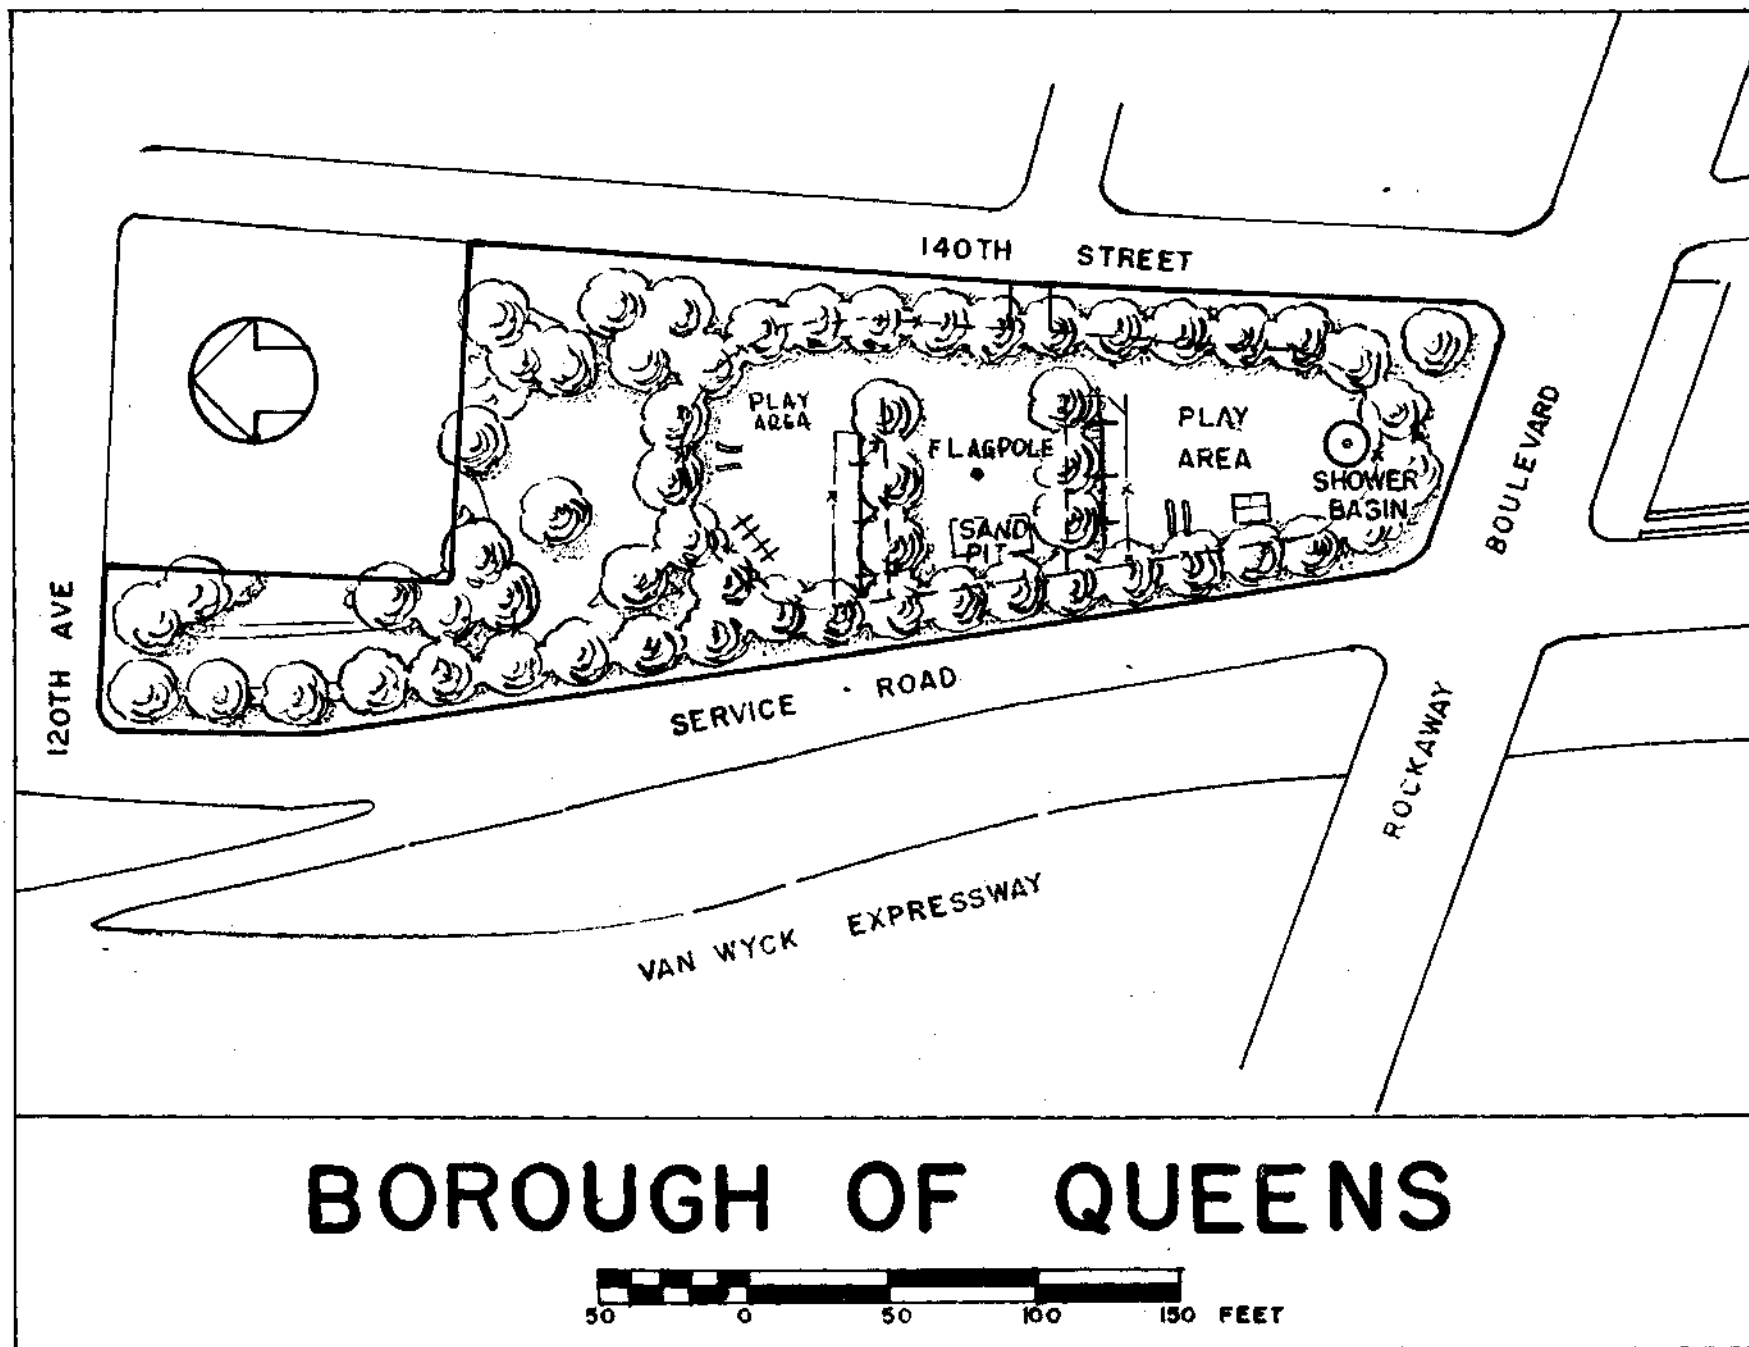 140TH STREET
PLAY
AREA
PLAY
AREA
FLAGPOLE
SHOWER
BASIN
SAND
PIT
BOULEVARD
120TH AVE
SERVICE ROAD
ROCKAWAY
VAN WYCK EXPRESSWAY
BOROUGH OF QUEENS
50 0 50 100 150 FEET